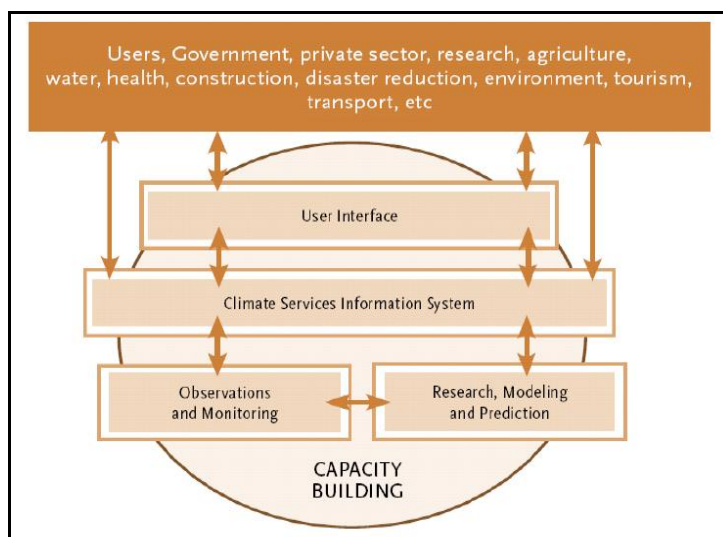 Users, Government, private sector, research, agriculture,
water, health, construction, disaster reduction, environment, tourism,
transport, etc
User Interface
Climate Services Information System
Observations
and Monitoring
Research, Modeling
and Prediction
CAPACITY
BUILDING